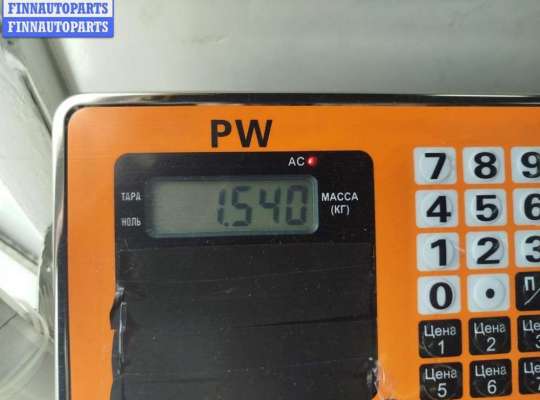 FINNAUTOPARTS
FINNAUTOPARTS
PW
AC
ТАРА
НОЛЬ
1.540
МАССА
(КГ)
7 8 9
4 5 6
1 2 3
0 •
П/
Цена 1
Цена 2
Цена 5
Цена 6